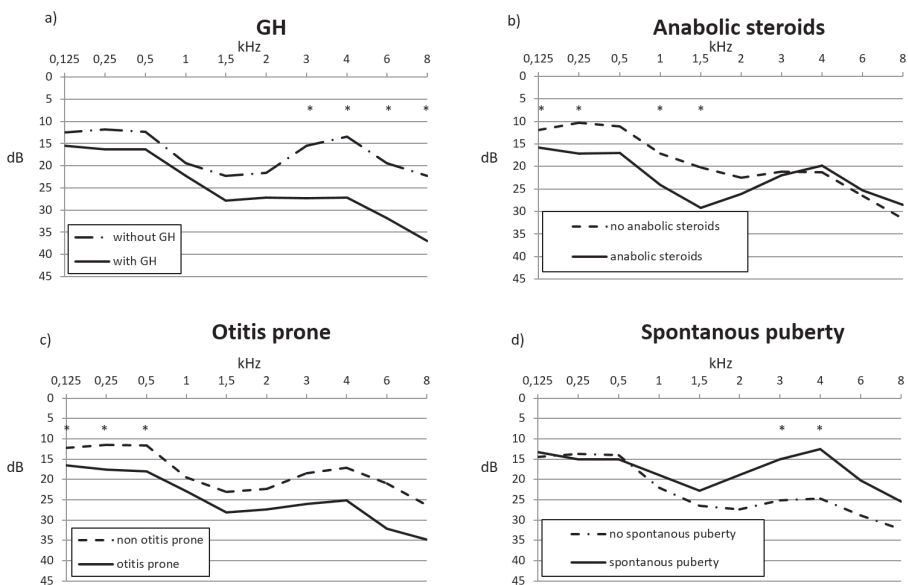 a)
GH
kHz
0,125 0,25 0,5 1 1,5 2 3 4 6 8
0
5
* * * *
10
15
dB
20
25
30
35
without GH
40
with GH
45
b)
Anabolic steroids
kHz
0,125 0,25 0,5 1 1,5 2 3 4 6 8
0
5
* * * *
10
15
dB
20
25
30
no anabolic steroids
35
40
anabolic steroids
45
c)
Otitis prone
kHz
0,125 0,25 0,5 1 1,5 2 3 4 6 8
0
5
* * *
10
15
dB
20
25
30
35
non otitis prone
40
otitis prone
45
d)
Spontanous puberty
kHz
0,125 0,25 0,5 1 1,5 2 3 4 6 8
0
5
* *
10
15
dB
20
25
30
no spontanous puberty
35
40
spontanous puberty
45